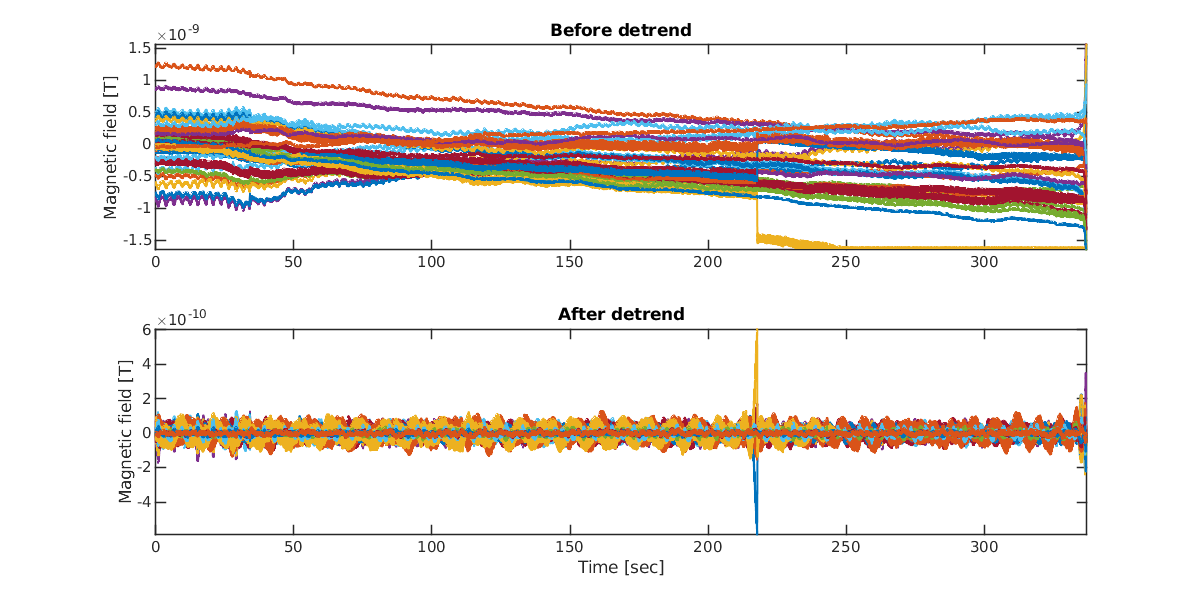 Before detrend
×10-9
1.5
1
0.5
0
-0.5
-1
-1.5
Magnetic field [T]
0 50 100 150 200 250 300
After detrend
×10-10
6
4
2
0
-2
-4
Magnetic field [T]
0 50 100 150 200 250 300
Time [sec]